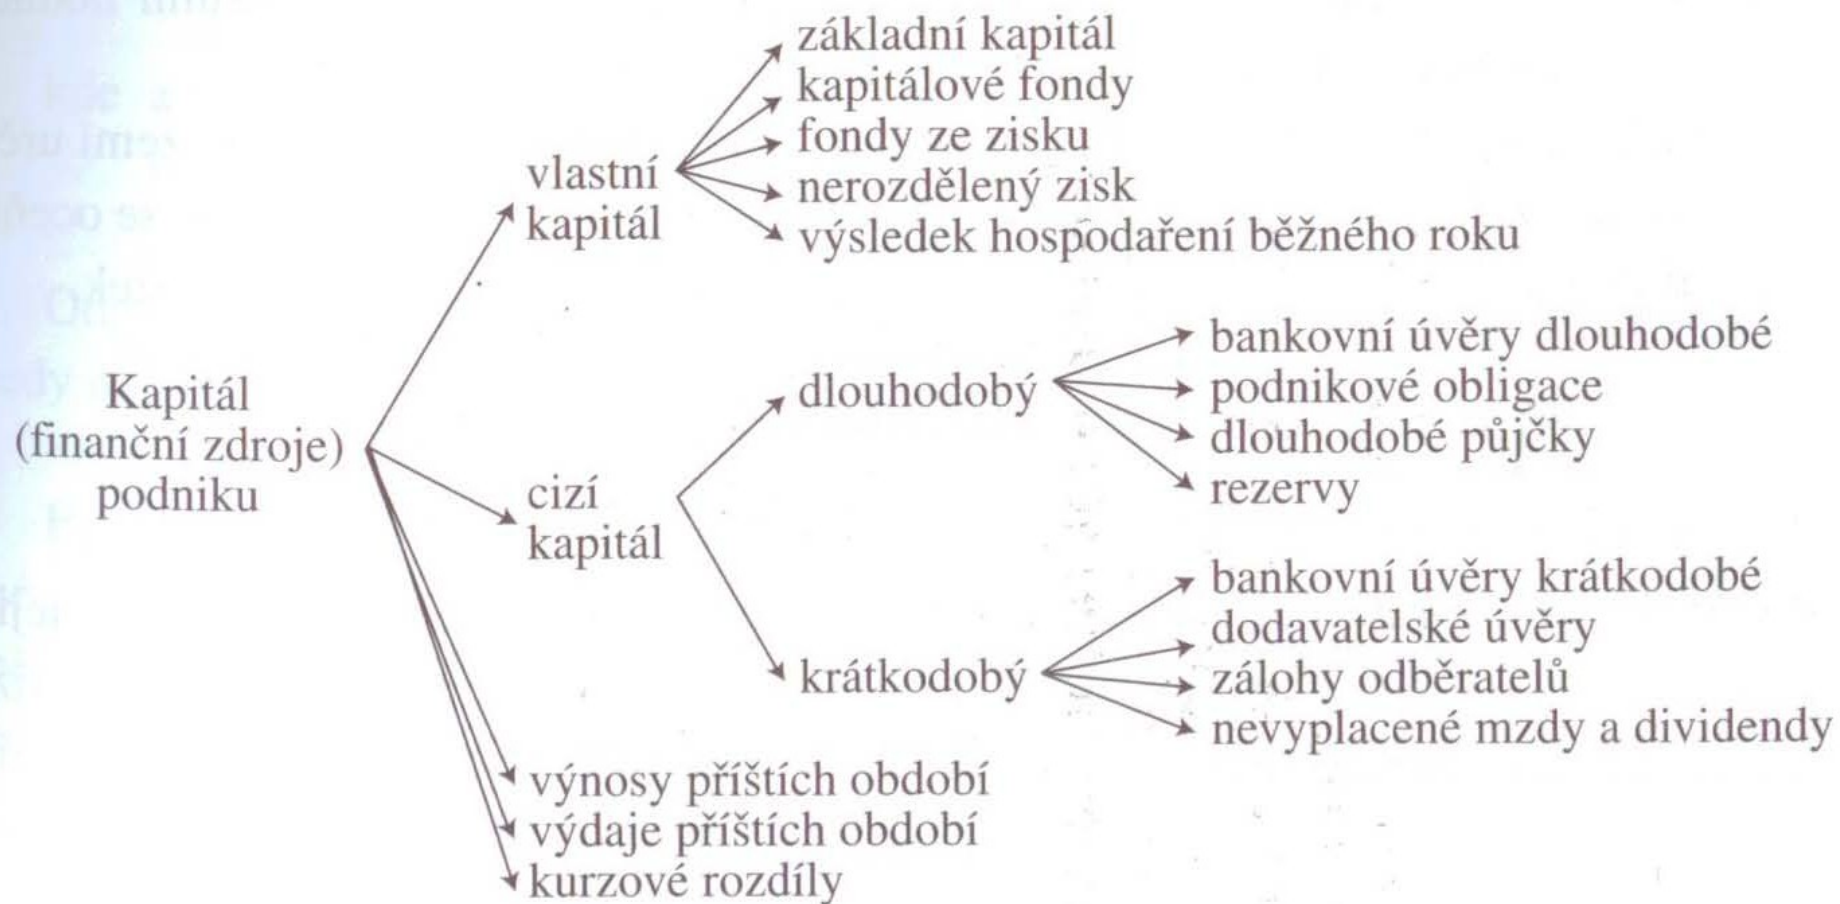 základní kapitál
kapitálové fondy
fondy ze zisku
nerozdělený zisk
výsledek hospodaření běžného roku
vlastní
kapitál
Kapitál
(finanční zdroje)
podniku
cizí
kapitál
dlouhodobý
bankovní úvěry dlouhodobé
podnikové obligace
dlouhodobé půjčky
rezervy
krátkodobý
bankovní úvěry krátkodobé
dodavatelské úvěry
zálohy odběratelů
nevyplacené mzdy a dividendy
výnosy příštích období
výdaje příštích období
kurzové rozdíly